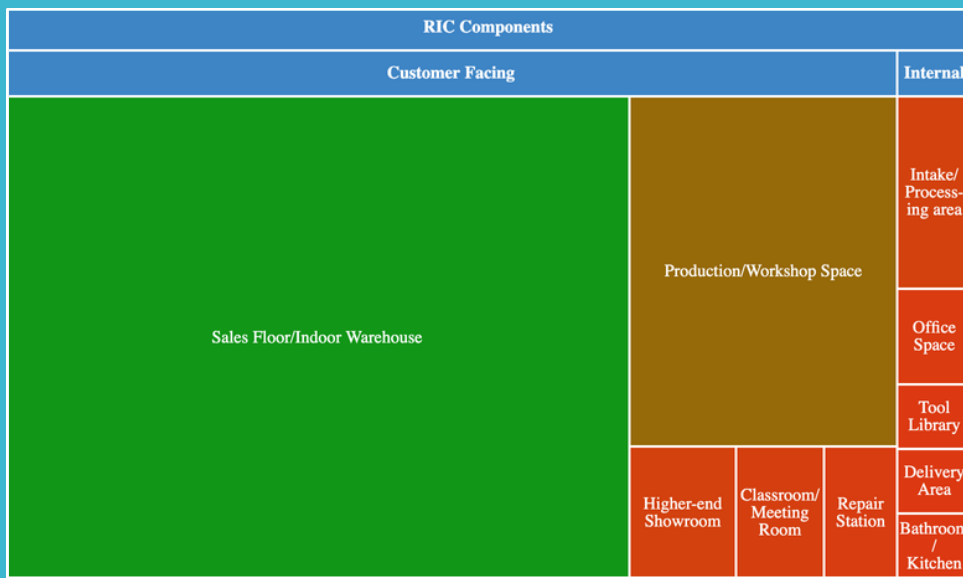 RIC Components
Customer Facing
Internal
Sales Floor/Indoor Warehouse
Production/Workshop Space
Higher-end
Showroom
Classroom/
Meeting
Room
Repair
Station
Intake/
Process-
ing area
Office
Space
Tool
Library
Delivery
Area
Bathroom
/
Kitchen